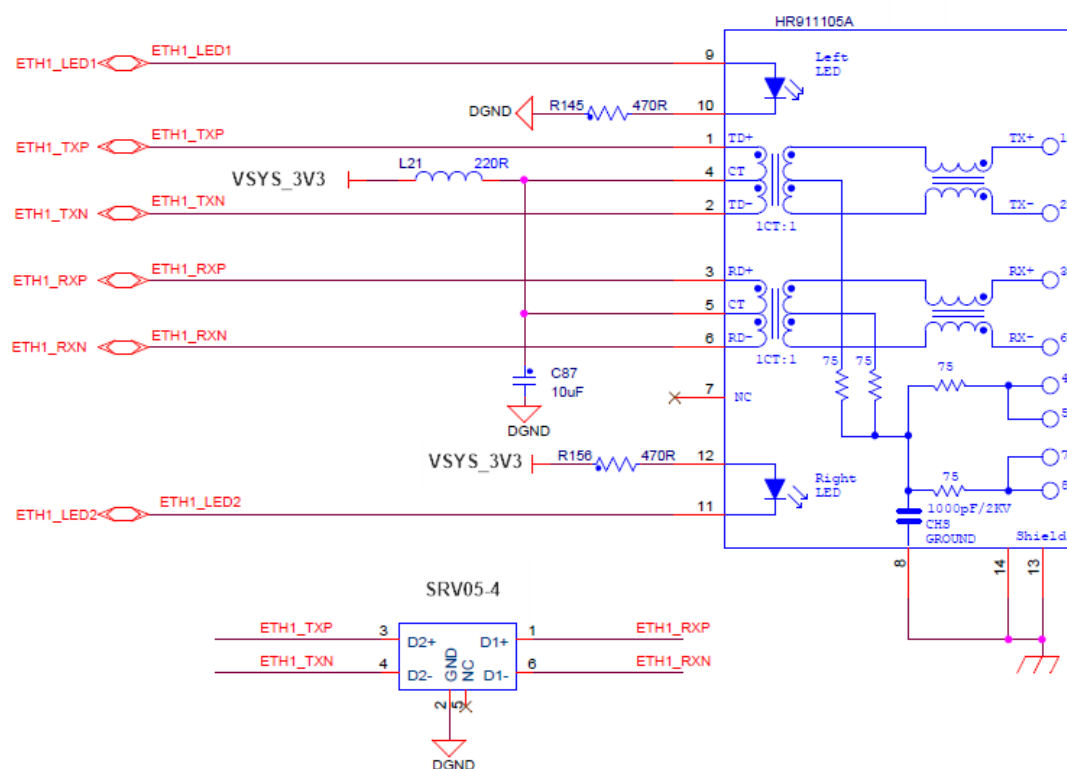 HR911105A
ETH1_LED1 ETH1_LED1 9 Left
LED
DGND R145 470R 10
ETH1_TXP ETH1_TXP 1 TD+ TX+ 1
VSYS_3V3 L21 220R 4 CT
ETH1_TXN ETH1_TXN 2 TD- TX- 2
1CT:1
ETH1_RXP ETH1_RXP 3 RD+ RX+ 3
5 CT
ETH1_RXN ETH1_RXN 6 RD- RX- 6
1CT:1
75 75 75 4
C87
10uF
7 NC 5
DGND
VSYS_3V3 R156 470R 12 7
Right
LED
75 8
ETH1_LED2 ETH1_LED2 11
1000pF/2KV
CHS
GROUND Shield
8 14 13
SRV05-4
ETH1_TXP 3 D2+ D1+ 1 ETH1_RXP
ETH1_TXN 4 D2- GND NC D1- 6 ETH1_RXN
2 5
DGND